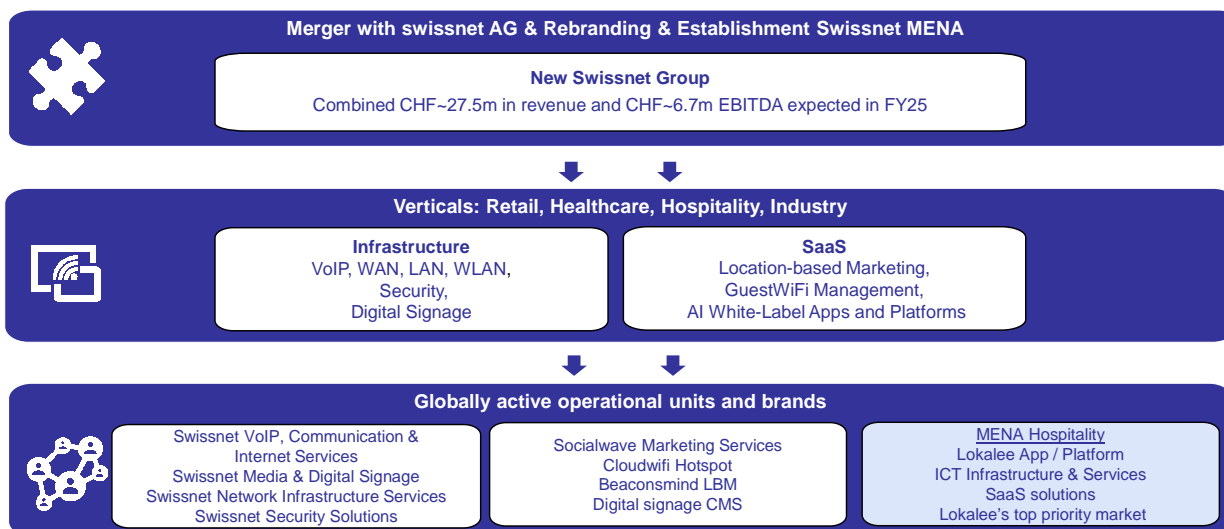 Merger with swissnet AG & Rebranding & Establishment Swissnet MENA
New Swissnet Group
Combined CHF~27.5m in revenue and CHF~6.7m EBITDA expected in FY25
Verticals: Retail, Healthcare, Hospitality, Industry
Infrastructure
VoIP, WAN, LAN, WLAN,
Security,
Digital Signage
SaaS
Location-based Marketing,
GuestWiFi Management,
AI White-Label Apps and Platforms
Globally active operational units and brands
Swissnet VoIP, Communication &
Internet Services
Swissnet Media & Digital Signage
Swissnet Network Infrastructure Services
Swissnet Security Solutions
Socialwave Marketing Services
Cloudwifi Hotspot
Beaconsmind LBM
Digital signage CMS
MENA Hospitality
Lokalee App / Platform
ICT Infrastructure & Services
SaaS solutions
Lokalee's top priority market